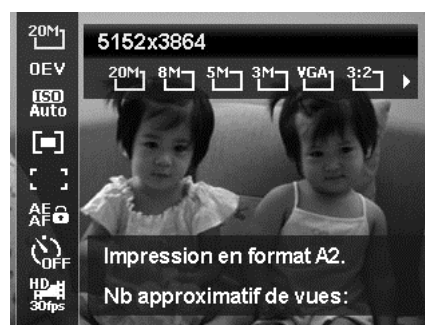 20M
5152x3864
0EV
20M 8M 5M 3M VGA 3:2
ISO
Auto
AE
AF
OFF
Impression en format A2.
HD
30fps
Nb approximatif de vues: